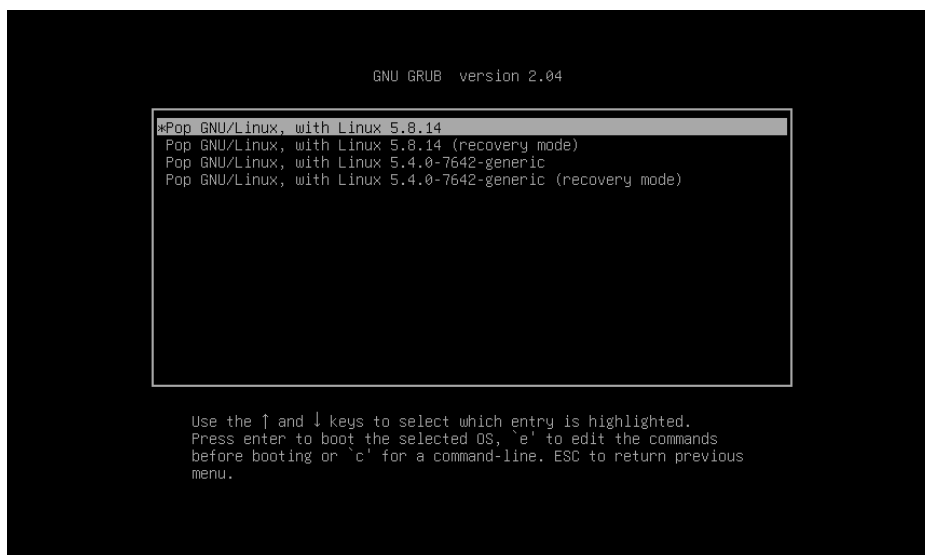 GNU GRUB  version 2.04
*Pop GNU/Linux, with Linux 5.8.14
Pop GNU/Linux, with Linux 5.8.14 (recovery mode)
Pop GNU/Linux, with Linux 5.4.0-7642-generic
Pop GNU/Linux, with Linux 5.4.0-7642-generic (recovery mode)
Use the ↑ and ↓ keys to select which entry is highlighted.
Press enter to boot the selected OS, `e' to edit the commands
before booting or `c' for a command-line. ESC to return previous
menu.